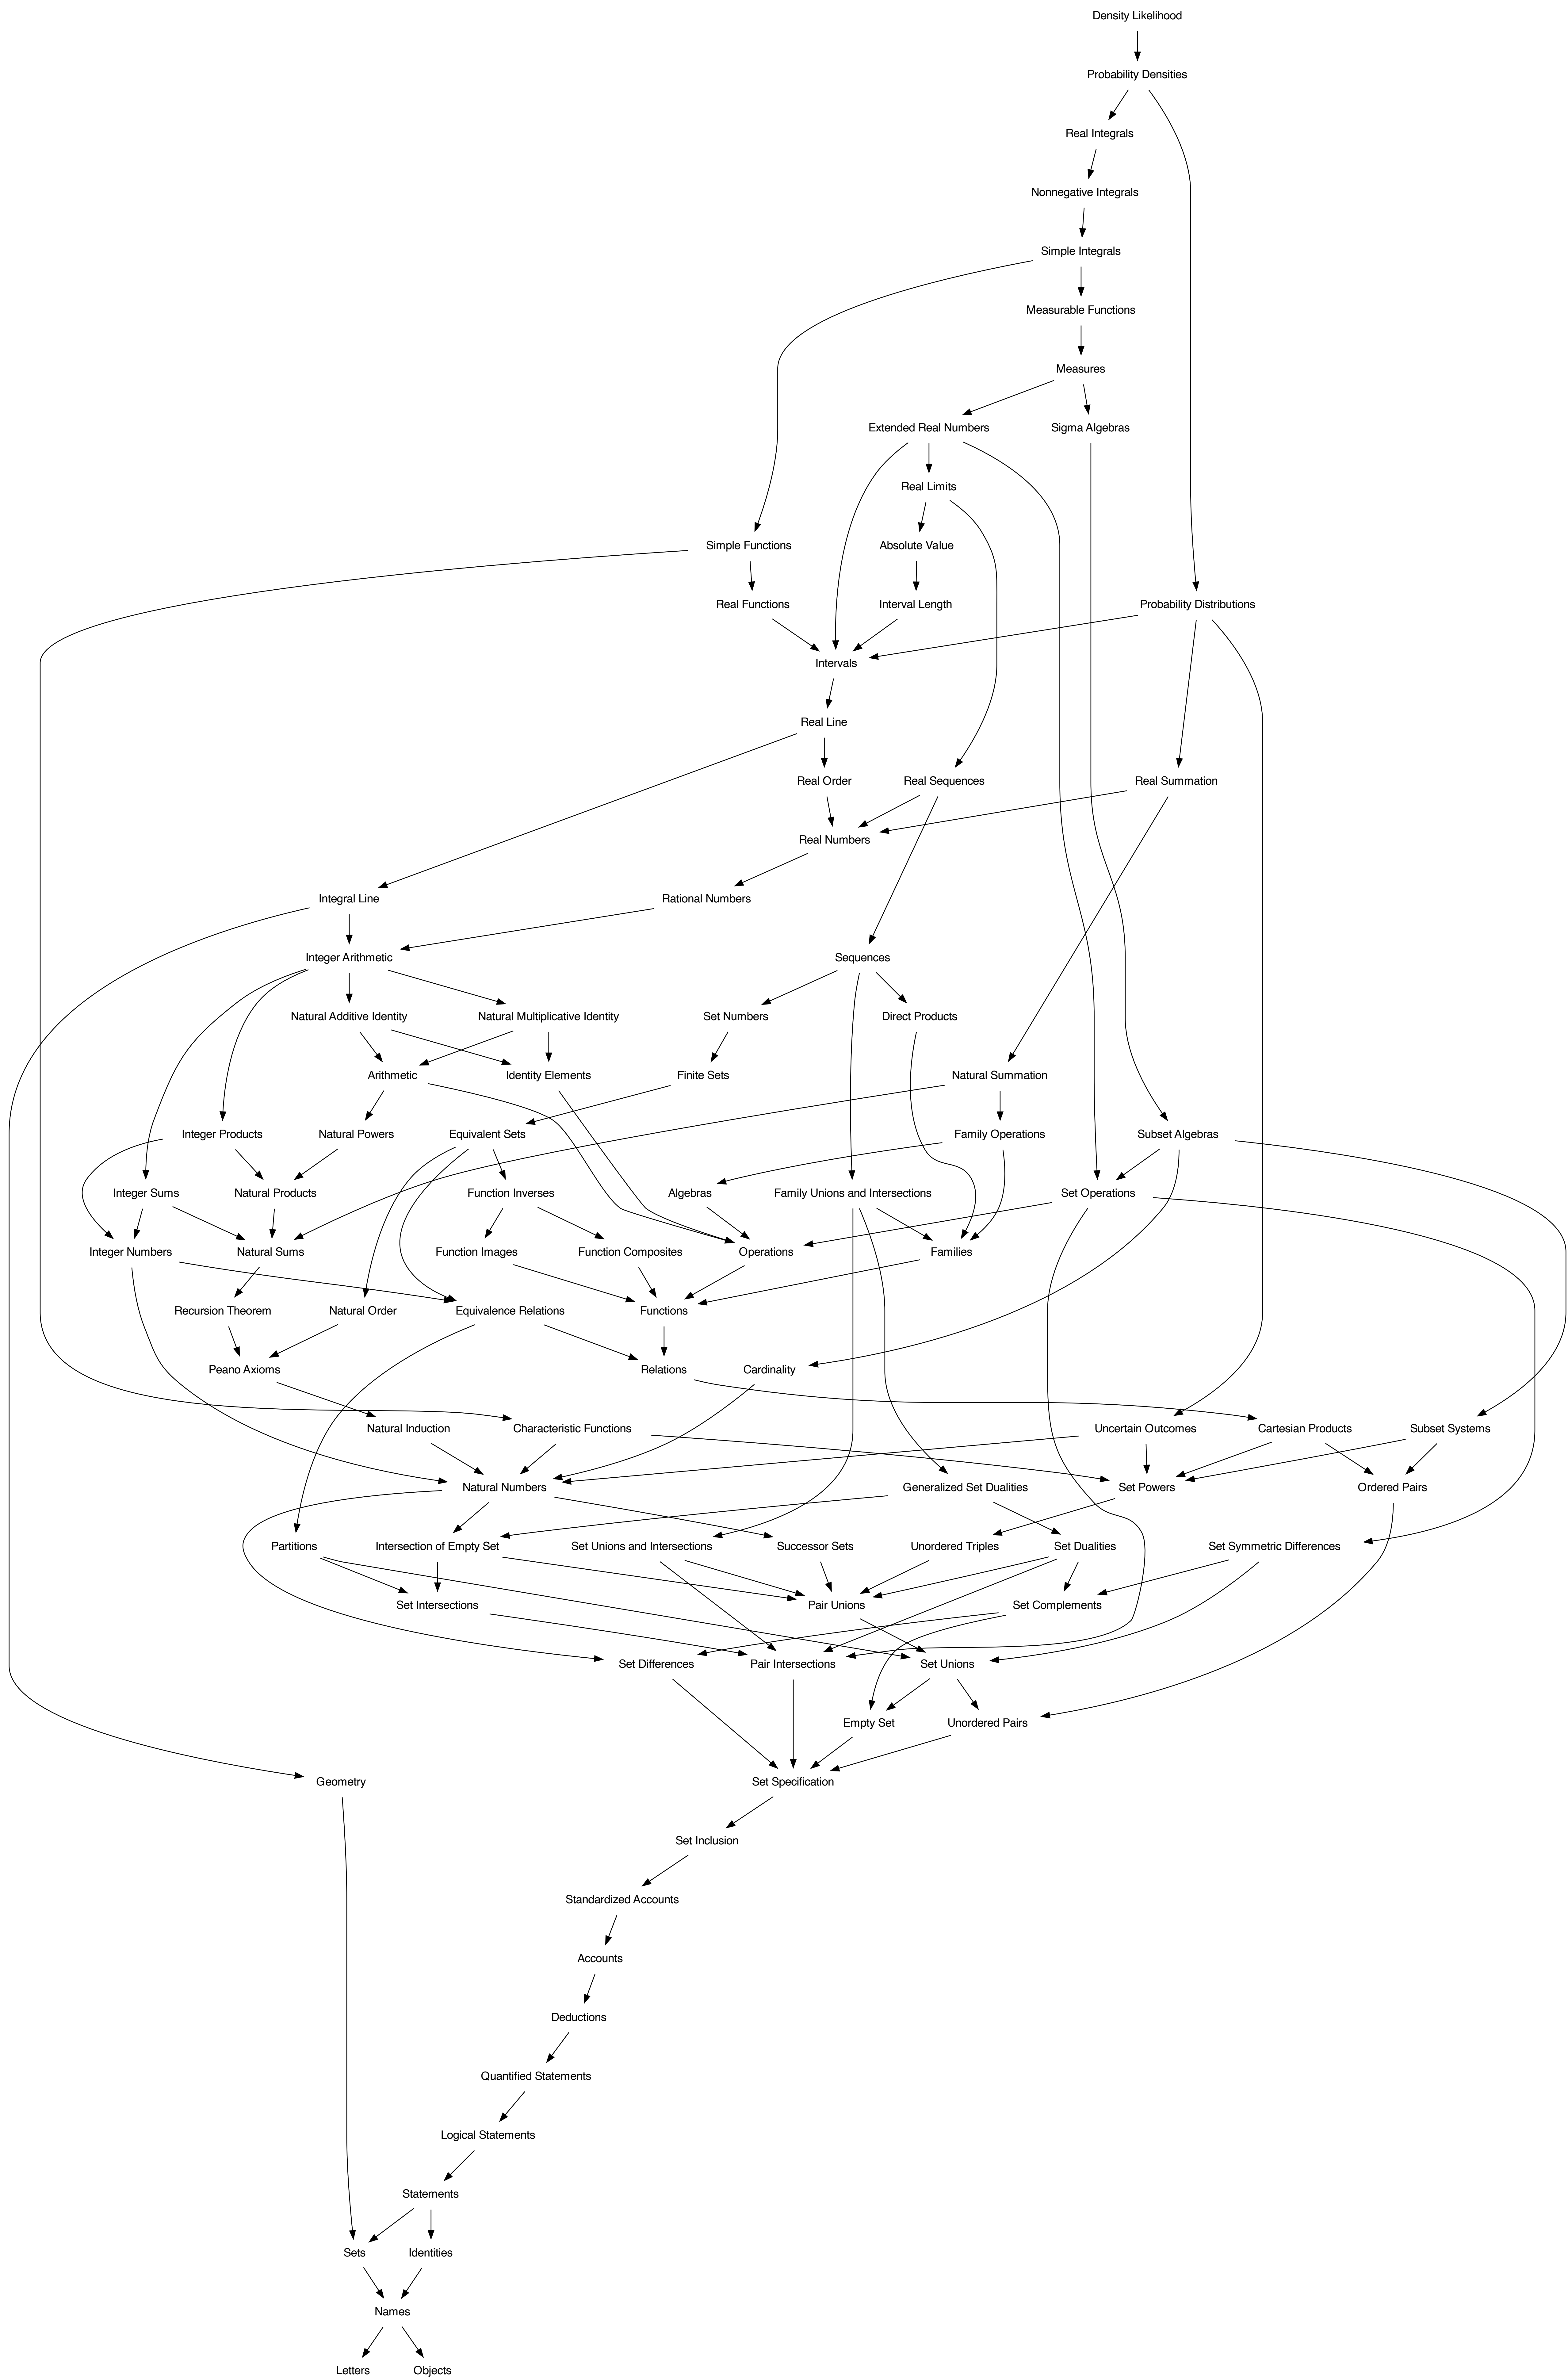 Density Likelihood
Probability Densities
Real Integrals
Nonnegative Integrals
Simple Integrals
Measurable Functions
Measures
Extended Real Numbers
Sigma Algebras
Real Limits
Simple Functions
Absolute Value
Real Functions
Interval Length
Probability Distributions
Intervals
Real Line
Real Order
Real Sequences
Real Summation
Real Numbers
Integral Line
Rational Numbers
Integer Arithmetic
Sequences
Natural Additive Identity
Natural Multiplicative Identity
Set Numbers
Direct Products
Arithmetic
Identity Elements
Finite Sets
Natural Summation
Integer Products
Natural Powers
Equivalent Sets
Family Operations
Subset Algebras
Integer Sums
Natural Products
Function Inverses
Algebras
Family Unions and Intersections
Set Operations
Integer Numbers
Natural Sums
Function Images
Function Composites
Operations
Families
Recursion Theorem
Natural Order
Equivalence Relations
Functions
Peano Axioms
Relations
Cardinality
Natural Induction
Characteristic Functions
Uncertain Outcomes
Cartesian Products
Subset Systems
Natural Numbers
Generalized Set Dualities
Set Powers
Ordered Pairs
Partitions
Intersection of Empty Set
Set Unions and Intersections
Successor Sets
Unordered Triples
Set Dualities
Set Symmetric Differences
Set Intersections
Pair Unions
Set Complements
Set Differences
Pair Intersections
Set Unions
Empty Set
Unordered Pairs
Geometry
Set Specification
Set Inclusion
Standardized Accounts
Accounts
Deductions
Quantified Statements
Logical Statements
Statements
Sets
Identities
Names
Letters
Objects